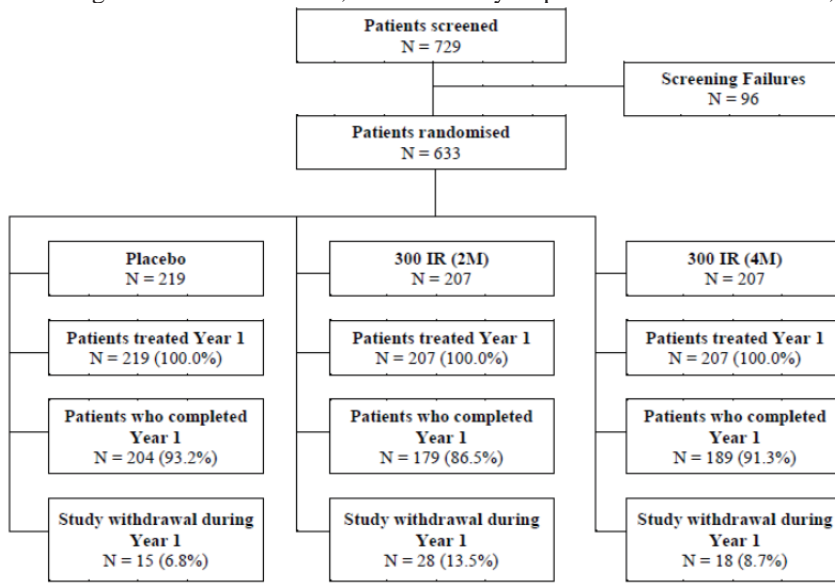 Patients screened
N = 729
Screening Failures
N = 96
Patients randomised
N = 633
Placebo
N = 219
300 IR (2M)
N = 207
300 IR (4M)
N = 207
Patients treated Year 1
N = 219 (100.0%)
Patients treated Year 1
N = 207 (100.0%)
Patients treated Year 1
N = 207 (100.0%)
Patients who completed
Year 1
N = 204 (93.2%)
Patients who completed
Year 1
N = 179 (86.5%)
Patients who completed
Year 1
N = 189 (91.3%)
Study withdrawal during
Year 1
N = 15 (6.8%)
Study withdrawal during
Year 1
N = 28 (13.5%)
Study withdrawal during
Year 1
N = 18 (8.7%)